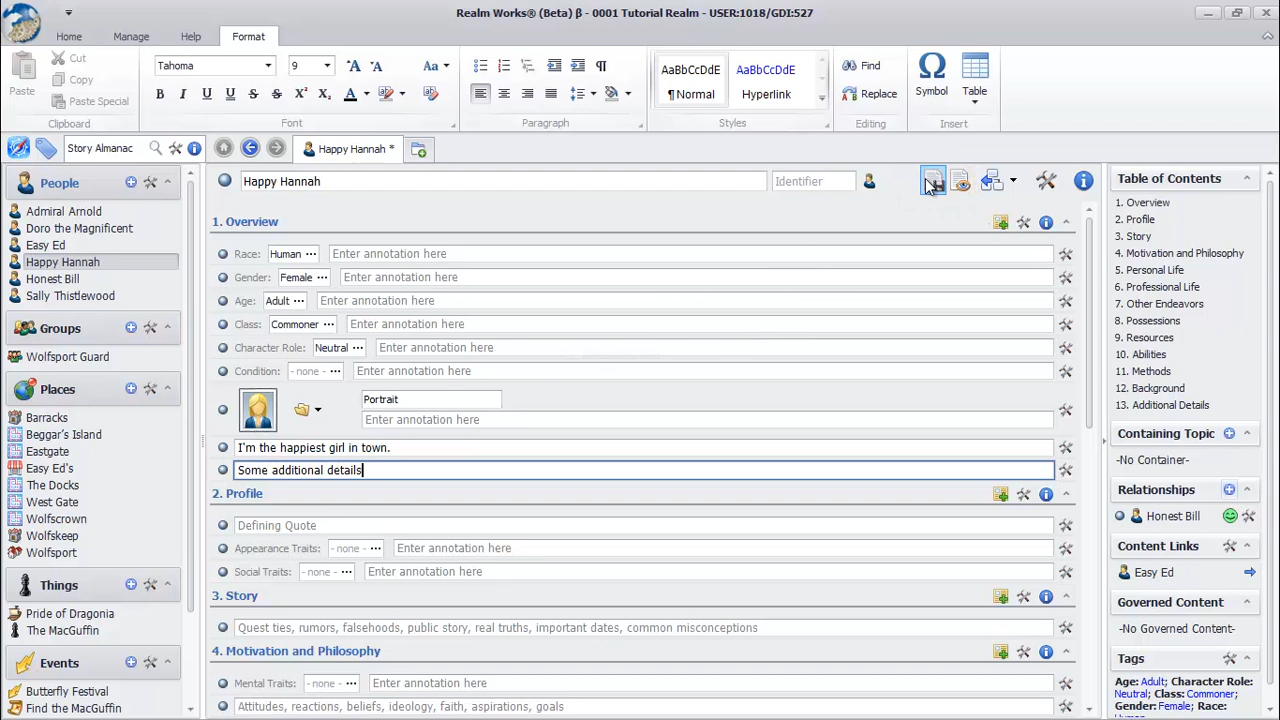 Realm Works® (Beta) β - 0001 Tutorial Realm - USER:1018/GDI:527
Home Manage Help Format
Paste
Cut
Copy
Paste Special
Clipboard
Tahoma 9 A A Aa
B I U U S S X² X₂ A
Font
Paragraph
AaBbCcDdE
¶ Normal
AaBbCcDdE
Hyperlink
Styles
Find
Replace
Editing
Ω
Symbol
Table
Insert
Story Almanac
Happy Hannah *
People
Admiral Arnold
Doro the Magnificent
Easy Ed
Happy Hannah
Honest Bill
Sally Thistlewood
Groups
Wolfsport Guard
Places
Barracks
Beggar's Island
Eastgate
Easy Ed's
The Docks
West Gate
Wolfscrown
Wolfskeep
Wolfsport
Things
Pride of Dragonia
The MacGuffin
Events
Butterfly Festival
Find the MacGuffin
Happy Hannah Identifier
1. Overview
Race: Human ••• Enter annotation here
Gender: Female ••• Enter annotation here
Age: Adult ••• Enter annotation here
Class: Commoner ••• Enter annotation here
Character Role: Neutral ••• Enter annotation here
Condition: - none - ••• Enter annotation here
Portrait
Enter annotation here
I'm the happiest girl in town.
Some additional details
2. Profile
Defining Quote
Appearance Traits: - none - ••• Enter annotation here
Social Traits: - none - ••• Enter annotation here
3. Story
Quest ties, rumors, falsehoods, public story, real truths, important dates, common misconceptions
4. Motivation and Philosophy
Mental Traits: - none - ••• Enter annotation here
Attitudes, reactions, beliefs, ideology, faith, aspirations, goals
Table of Contents
1. Overview
2. Profile
3. Story
4. Motivation and Philosophy
5. Personal Life
6. Professional Life
7. Other Endeavors
8. Possessions
9. Resources
10. Abilities
11. Methods
12. Background
13. Additional Details
Containing Topic
-No Container-
Relationships
Honest Bill
Content Links
Easy Ed
Governed Content
-No Governed Content-
Tags
Age: Adult; Character Role:
Neutral; Class: Commoner;
Gender: Female; Race:
Human